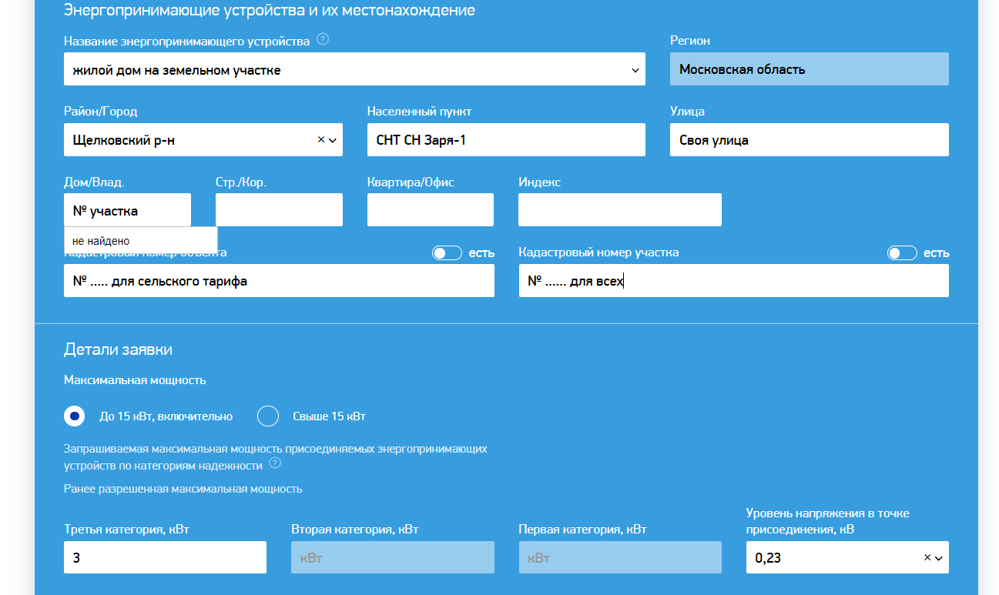 Энергопринимающие устройства и их местонахождение
Название энергопринимающего устройства ?
Регион
жилой дом на земельном участке
Московская область
Район/Город
Населенный пункт
Улица
Щелковский р-н ×
СНТ СН Заря-1
Своя улица
Дом/Влад.
Стр./Кор.
Квартира/Офис
Индекс
№ участка
не найдено
Кадастровый номер объекта
есть
Кадастровый номер участка
есть
№ ..... для сельского тарифа
№ ...... для всех
Детали заявки
Максимальная мощность
До 15 кВт, включительно
Свыше 15 кВт
Запрашиваемая максимальная мощность присоединяемых энергопринимающих
устройств по категориям надежности ?
Ранее разрешенная максимальная мощность
Третья категория, кВт
Вторая категория, кВт
Первая категория, кВт
Уровень напряжения в точке
присоединения, кВ
3
кВт
кВт
0,23 ×